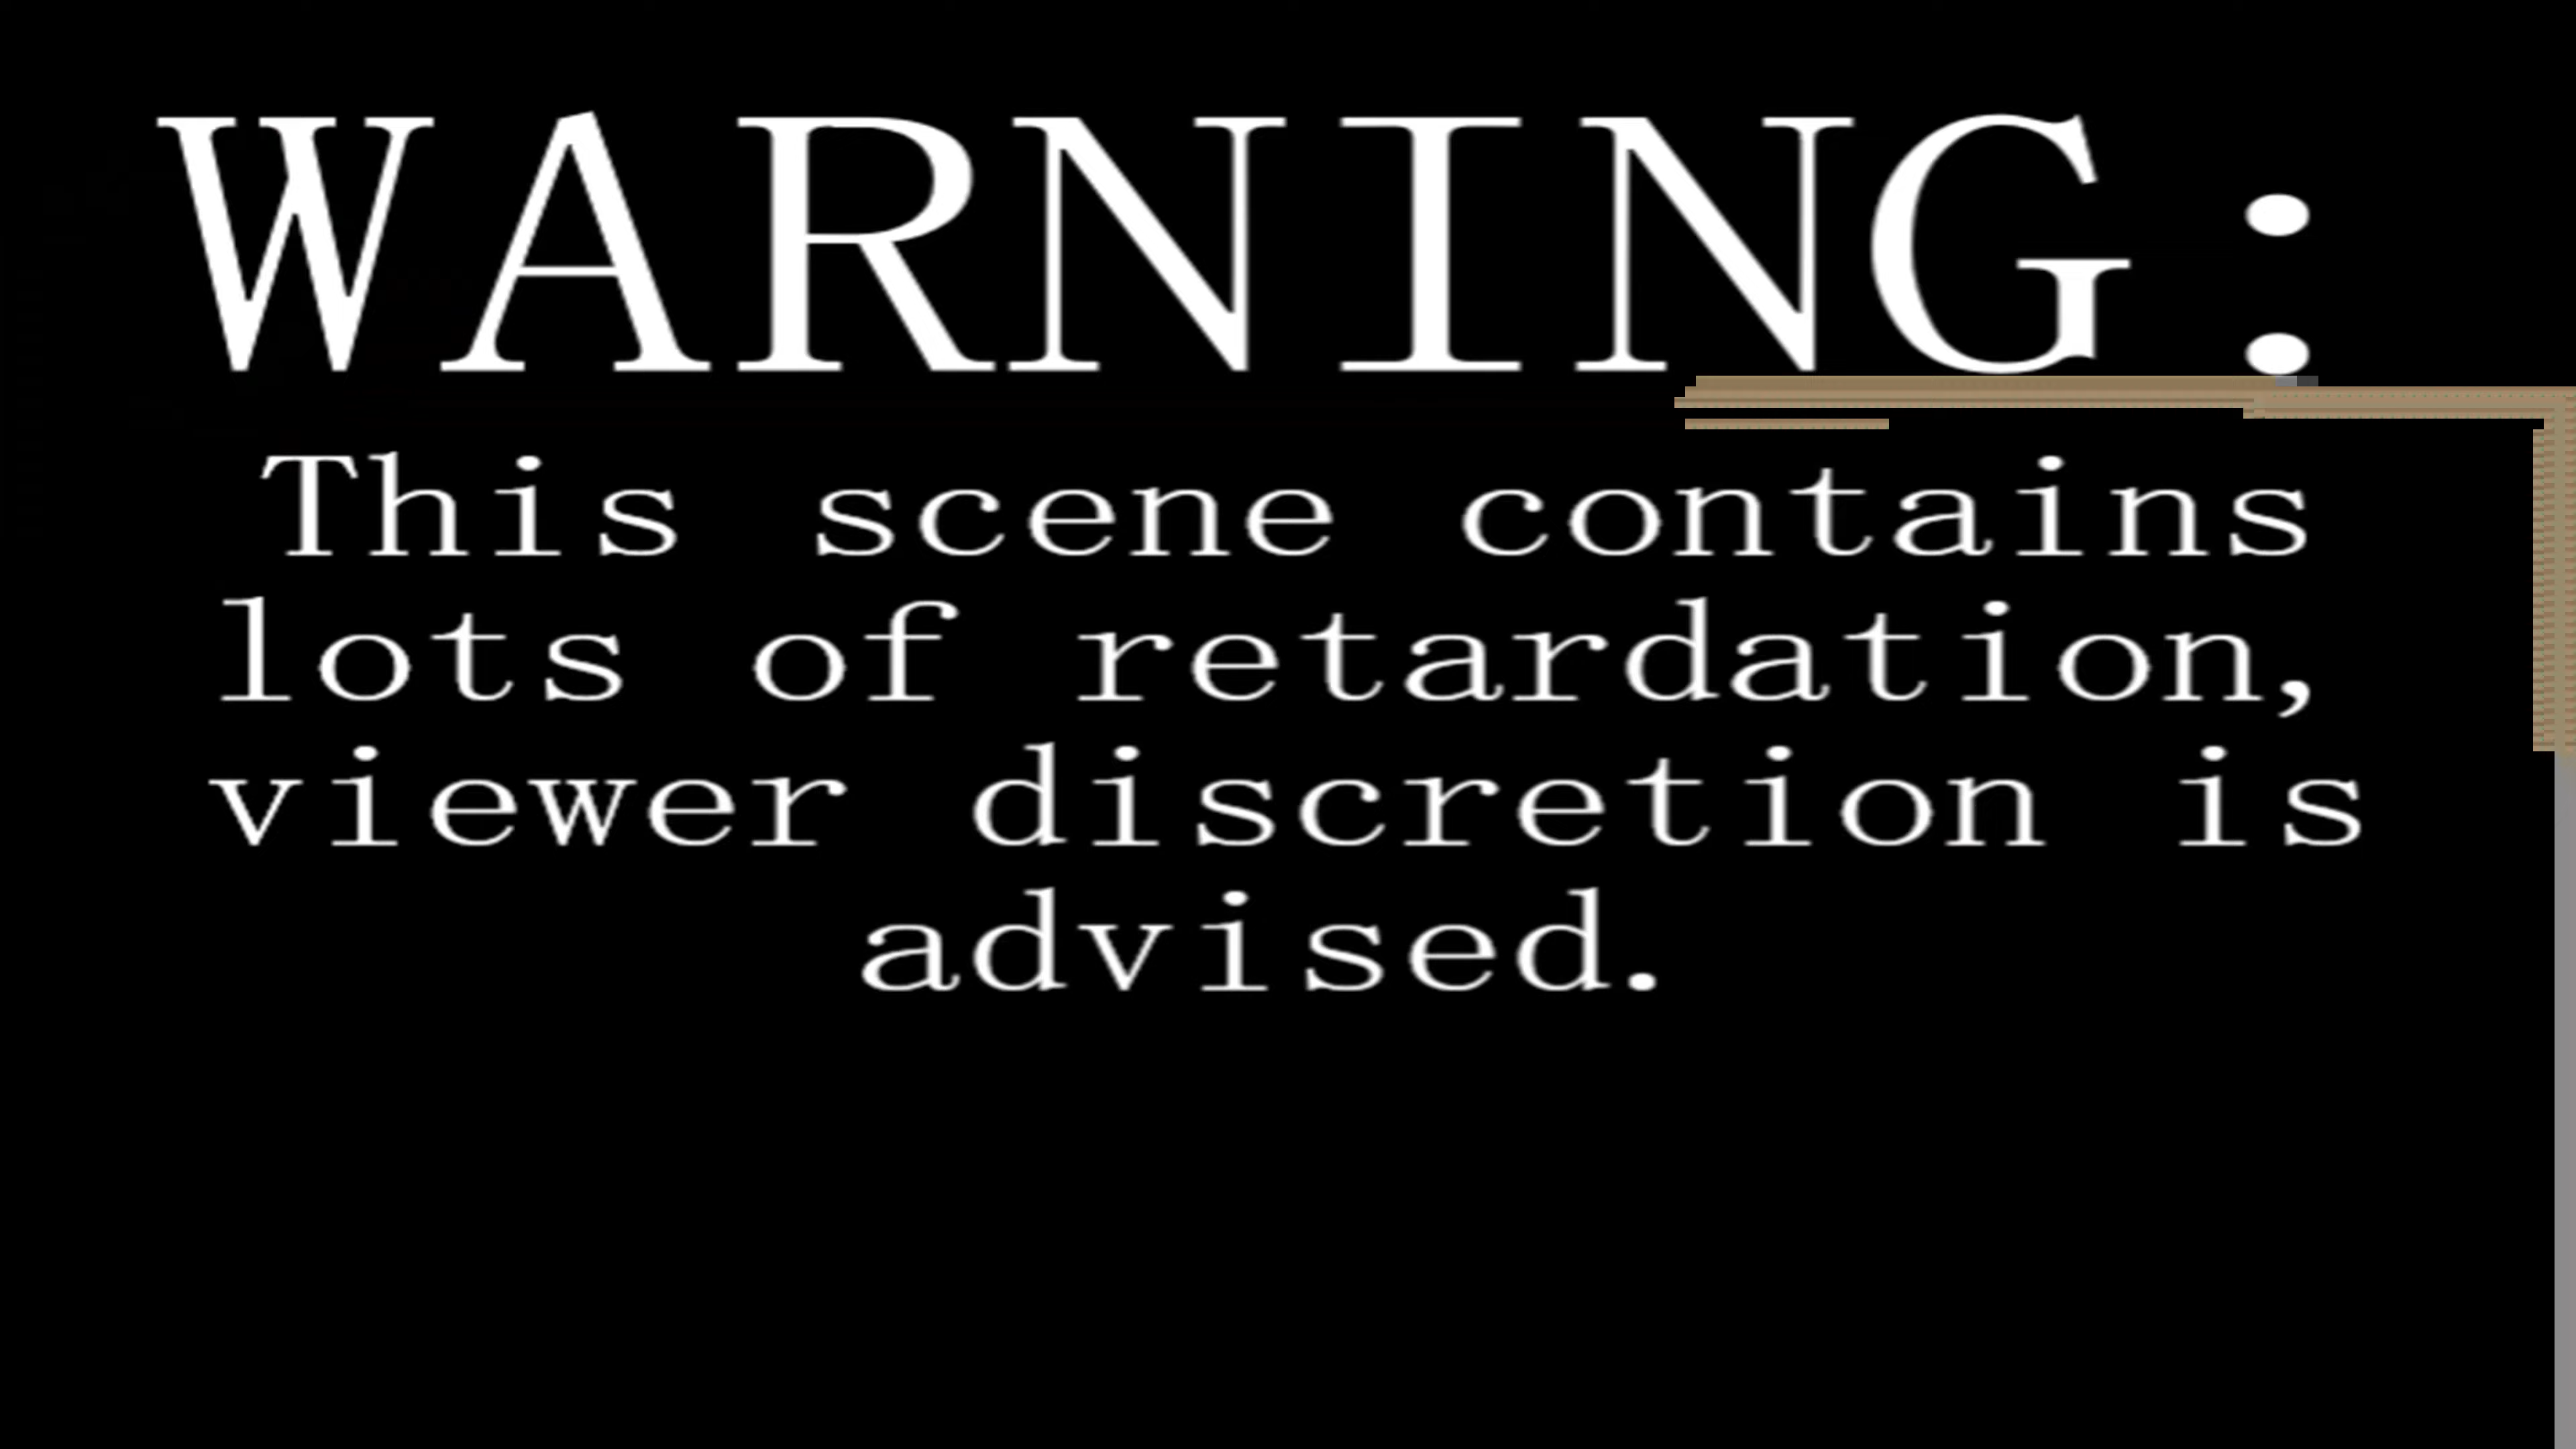 WARNING:
This scene contains
lots of retardation,
viewer discretion is
advised.